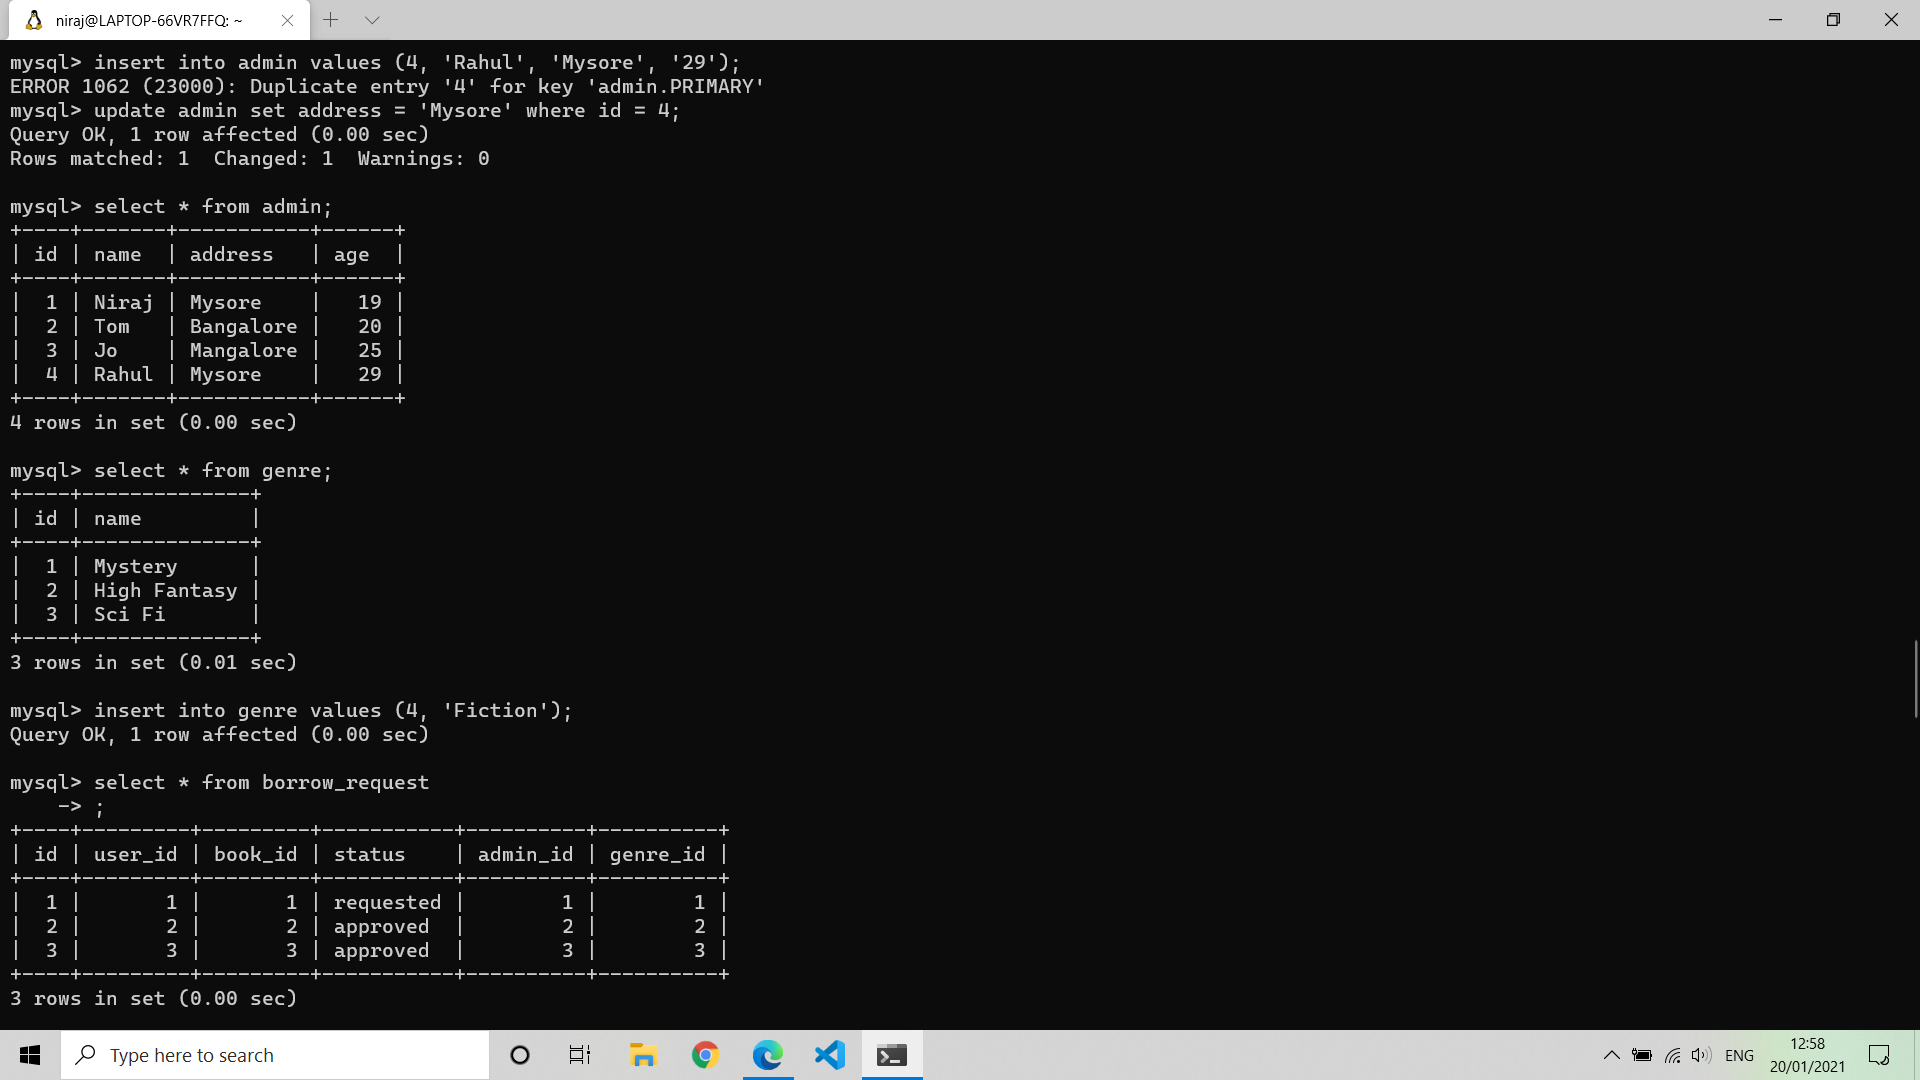 niraj@LAPTOP-66VR7FFQ: ~
mysql> insert into admin values (4, 'Rahul', 'Mysore', '29');
ERROR 1062 (23000): Duplicate entry '4' for key 'admin.PRIMARY'
mysql> update admin set address = 'Mysore' where id = 4;
Query OK, 1 row affected (0.00 sec)
Rows matched: 1  Changed: 1  Warnings: 0
mysql> select * from admin;
+----+-------+-----------+------+
| id | name  | address   | age  |
+----+-------+-----------+------+
|  1 | Niraj | Mysore    |   19 |
|  2 | Tom   | Bangalore |   20 |
|  3 | Jo    | Mangalore |   25 |
|  4 | Rahul | Mysore    |   29 |
+----+-------+-----------+------+
4 rows in set (0.00 sec)
mysql> select * from genre;
+----+--------------+
| id | name         |
+----+--------------+
|  1 | Mystery      |
|  2 | High Fantasy |
|  3 | Sci Fi       |
+----+--------------+
3 rows in set (0.01 sec)
mysql> insert into genre values (4, 'Fiction');
Query OK, 1 row affected (0.00 sec)
mysql> select * from borrow_request
    -> ;
+----+---------+---------+-----------+----------+----------+
| id | user_id | book_id | status    | admin_id | genre_id |
+----+---------+---------+-----------+----------+----------+
|  1 |       1 |       1 | requested |        1 |        1 |
|  2 |       2 |       2 | approved  |        2 |        2 |
|  3 |       3 |       3 | approved  |        3 |        3 |
+----+---------+---------+-----------+----------+----------+
3 rows in set (0.00 sec)
Type here to search
ENG
12:58
20/01/2021